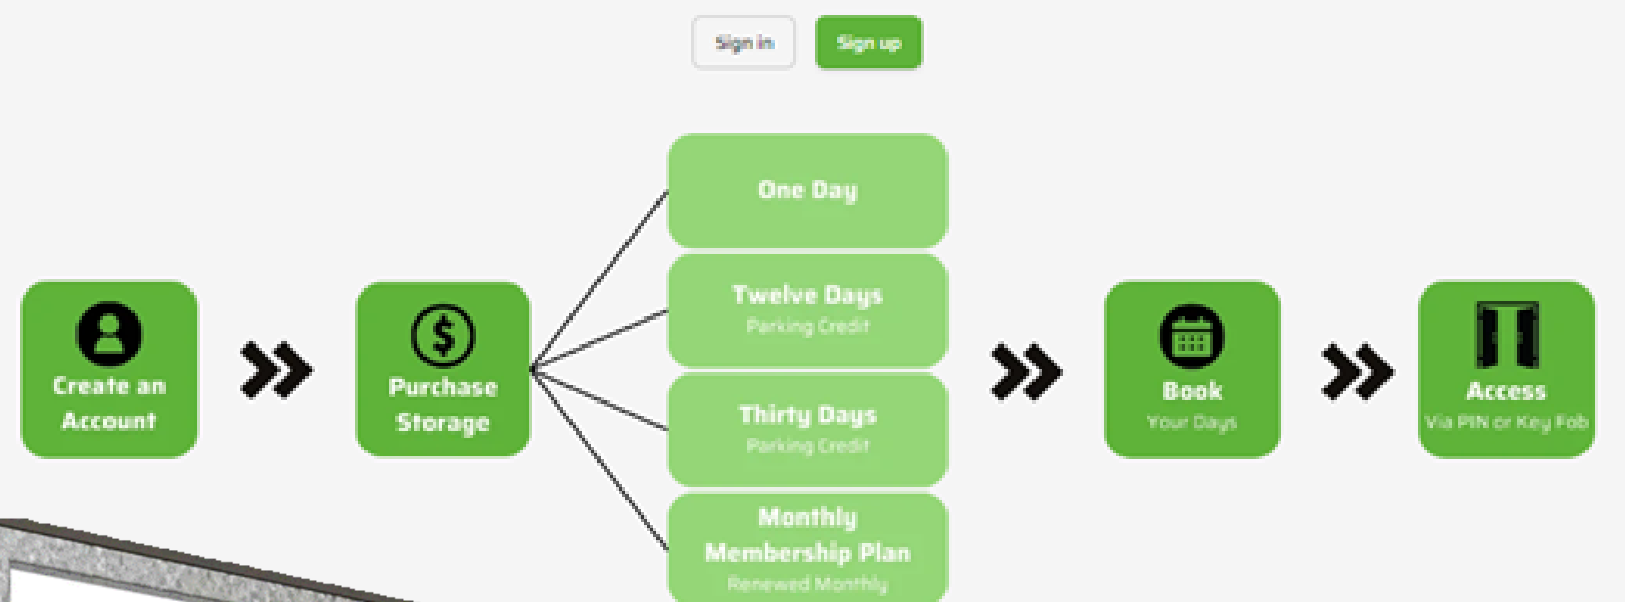 Sign in
Sign up
One Day
Twelve Days
Parking Credit
Create an
Account
Purchase
Storage
Thirty Days
Parking Credit
Monthly
Membership Plan
Renewed Monthly
Book
Your Days
Access
Via PIN or Key Fob